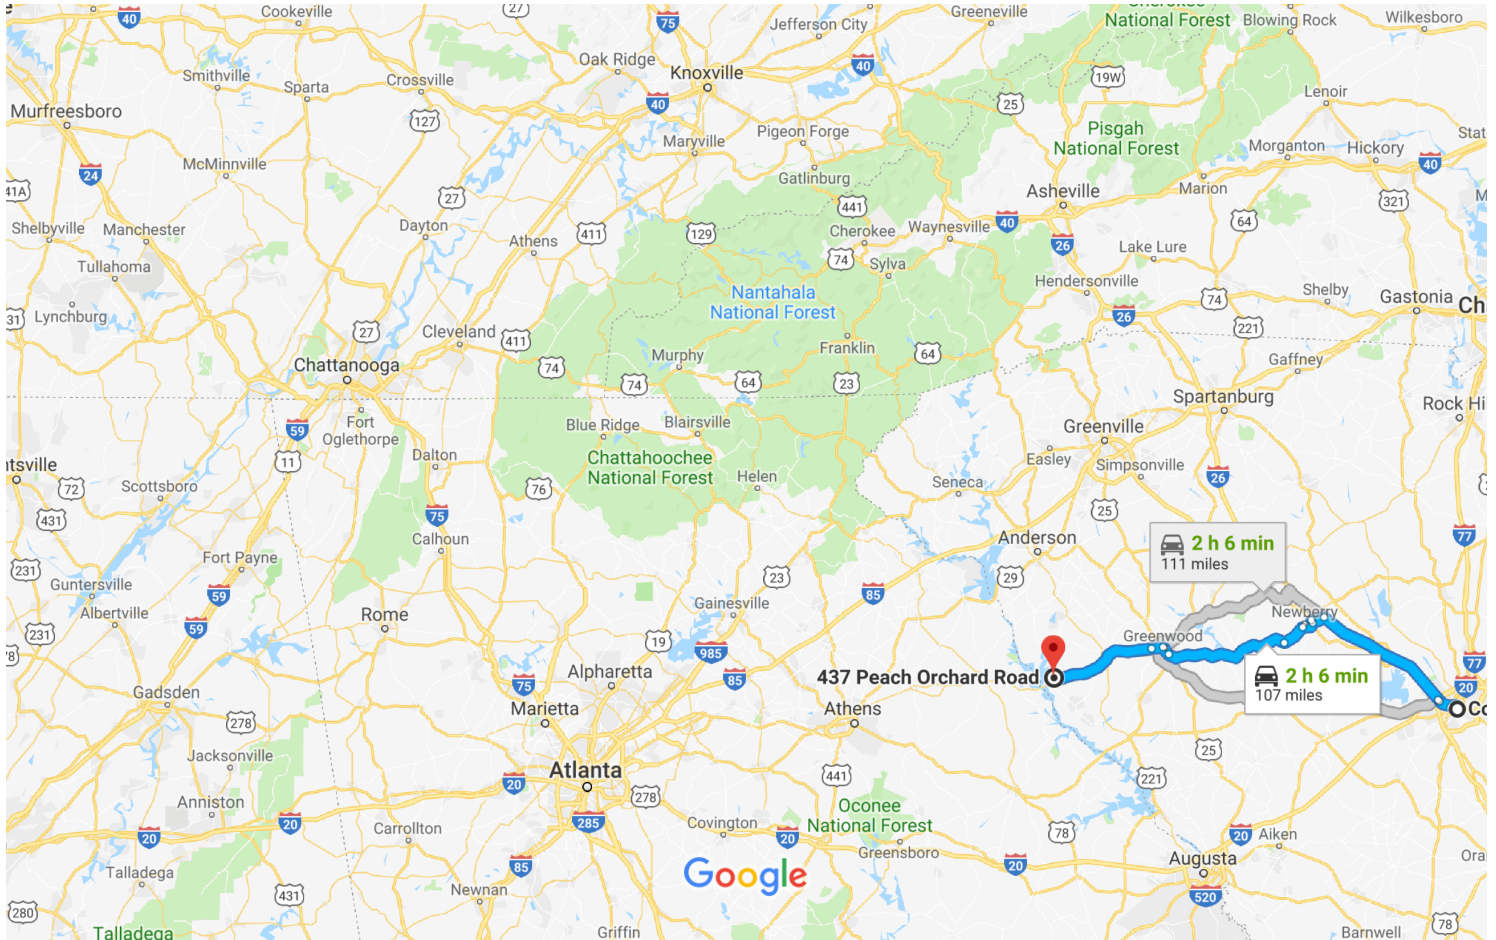 40
Cookeville
27
75
Jefferson City
Greeneville
Cherokee
National Forest
Blowing Rock
Wilkesboro
Smithville
Sparta
Crossville
Oak Ridge
Knoxville
40
40
19W
25
Lenoir
Murfreesboro
127
Maryville
Pigeon Forge
Pisgah
National Forest
Morganton
Hickory
40
24
McMinnville
Gatlinburg
Asheville
Marion
41A
27
441
321
Shelbyville
Manchester
Dayton
Athens
411
129
Cherokee
Waynesville
40
26
64
Lake Lure
Tullahoma
74
Sylva
Hendersonville
Shelby
Gastonia
Ch
Lynchburg
31
27
Cleveland
411
Nantahala
National Forest
26
74
221
Chattanooga
74
Murphy
Franklin
64
Gaffney
74
64
23
Spartanburg
Rock Hi
59
Fort
Oglethorpe
Blue Ridge
Blairsville
Greenville
11
Dalton
Chattahoochee
National Forest
Helen
Easley
Simpsonville
ntsville
72
Scottsboro
76
Seneca
26
431
75
25
Calhoun
Anderson
77
2 h 6 min
111 miles
231
Fort Payne
Guntersville
59
23
29
85
Albertville
Rome
Gainesville
Newberry
231
59
19
985
Greenwood
Alpharetta
85
437 Peach Orchard Road
2 h 6 min
107 miles
77
20
Gadsden
75
Marietta
Athens
Co
278
Jacksonville
Atlanta
25
20
441
221
Anniston
278
Oconee
National Forest
20
Carrollton
285
Covington
20
78
20
Aiken
20
85
Greensboro
20
Augusta
Talladega
Google
431
Newnan
520
280
Griffin
78
Talladega
Barnwell